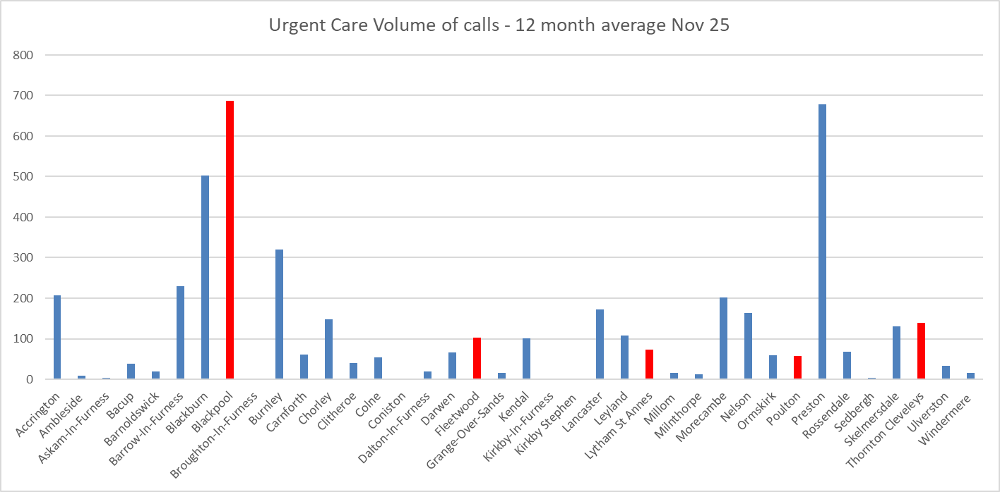 Urgent Care Volume of calls - 12 month average Nov 25
800
700
600
500
400
300
200
100
0
Accrington
Ambleside
Askam-In-Furness
Bacup
Barnoldswick
Barrow-In-Furness
Blackburn
Blackpool
Broughton-In-Furness
Burnley
Carnforth
Chorley
Clitheroe
Colne
Coniston
Dalton-In-Furness
Darwen
Fleetwood
Grange-Over-Sands
Kendal
Kirkby-In-Furness
Kirkby Stephen
Lancaster
Leyland
Lytham St Annes
Millom
Milnthorpe
Morecambe
Nelson
Ormskirk
Poulton
Preston
Rossendale
Sedbergh
Skelmersdale
Thornton Cleveleys
Ulverston
Windermere